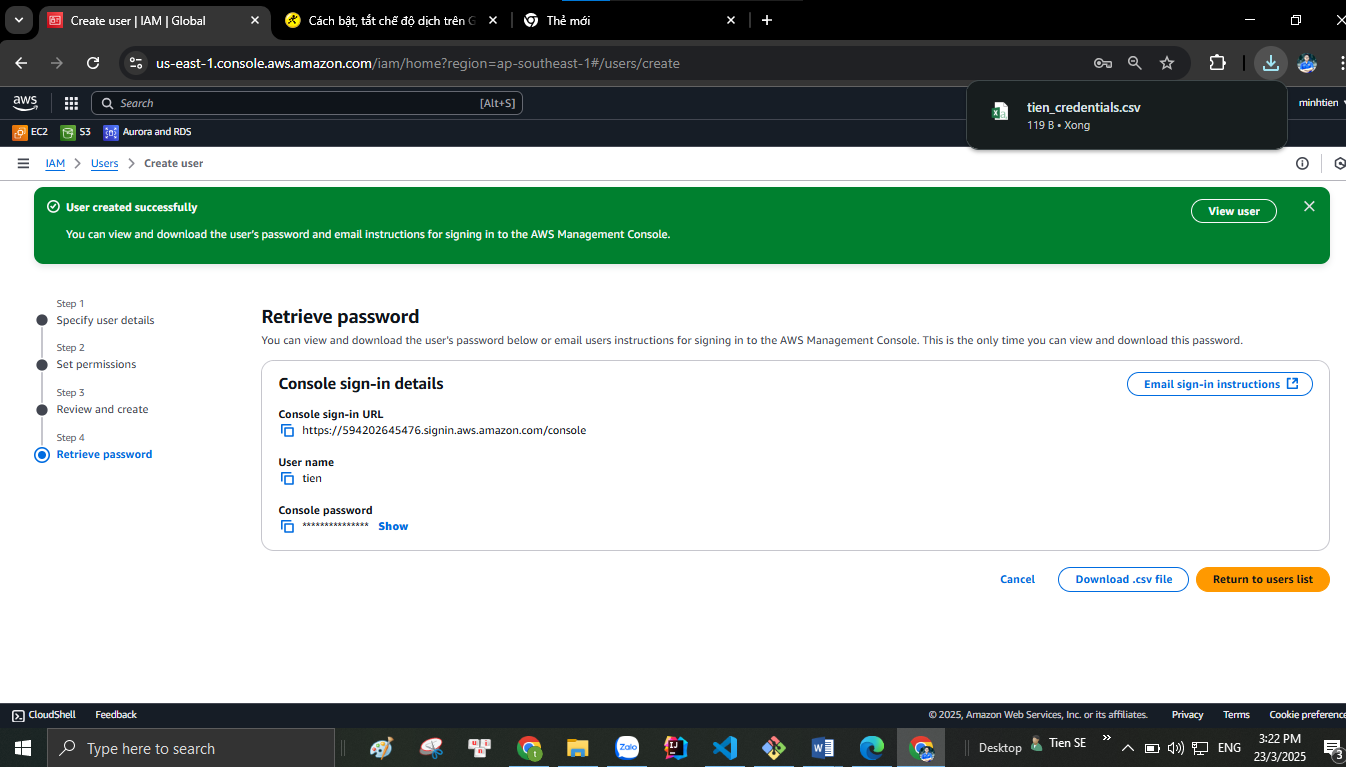 Create user | IAM | Global
Cách bật, tắt chế độ dịch trên G
Thẻ mới
us-east-1.console.aws.amazon.com/iam/home?region=ap-southeast-1#/users/create
tien_credentials.csv
119 B • Xong
aws
Search
[Alt+S]
minhtien
EC2
S3
Aurora and RDS
IAM
Users
Create user
User created successfully
You can view and download the user's password and email instructions for signing in to the AWS Management Console.
View user
Step 1
Specify user details
Step 2
Set permissions
Step 3
Review and create
Step 4
Retrieve password
Retrieve password
You can view and download the user's password below or email users instructions for signing in to the AWS Management Console. This is the only time you can view and download this password.
Console sign-in details
Email sign-in instructions
Console sign-in URL
https://594202645476.signin.aws.amazon.com/console
User name
tien
Console password
*************** Show
Cancel
Download .csv file
Return to users list
CloudShell
Feedback
© 2025, Amazon Web Services, Inc. or its affiliates.
Privacy
Terms
Cookie preference
Type here to search
Zalo
Desktop
Tien SE
ENG
3:22 PM
23/3/2025
3